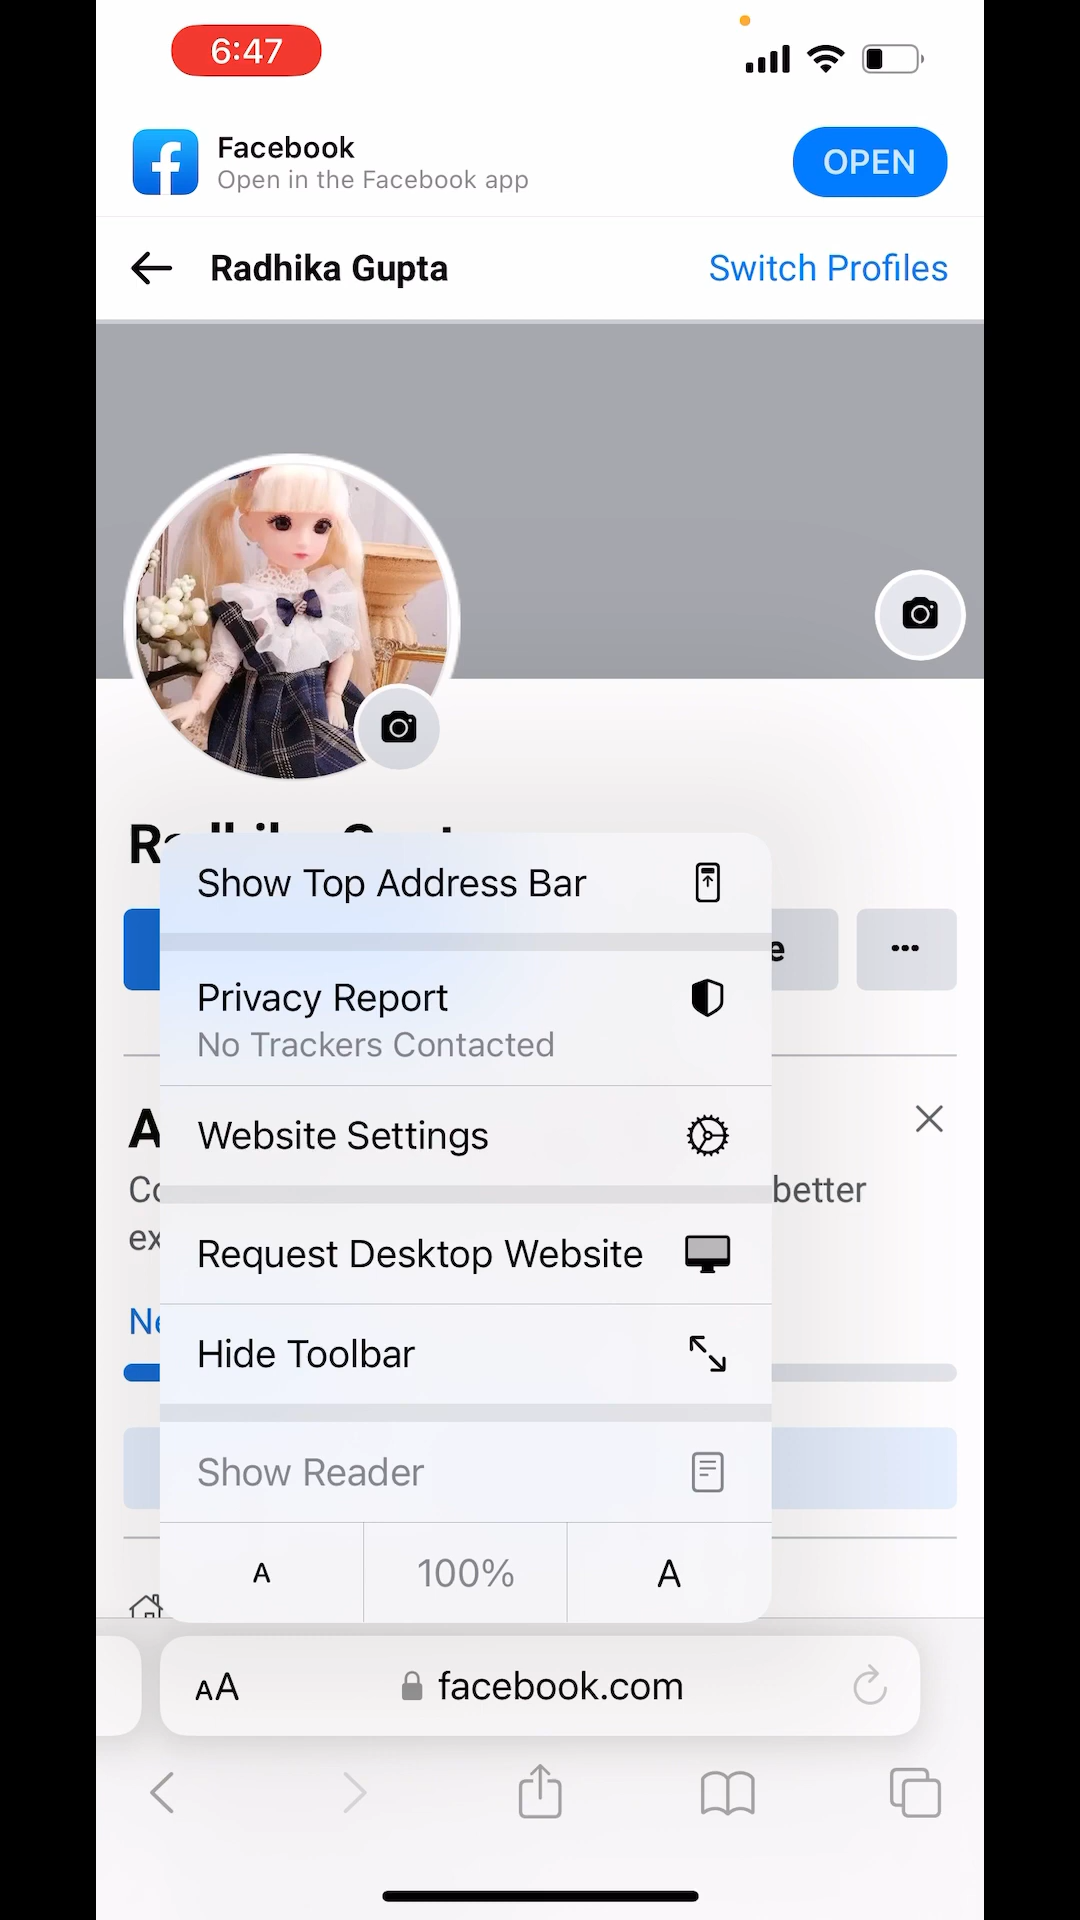 6:47
Facebook
Open in the Facebook app
OPEN
Radhika Gupta
Switch Profiles
Show Top Address Bar
Privacy Report
No Trackers Contacted
Website Settings
better
Request Desktop Website
Hide Toolbar
Show Reader
A 100% A
AA facebook.com